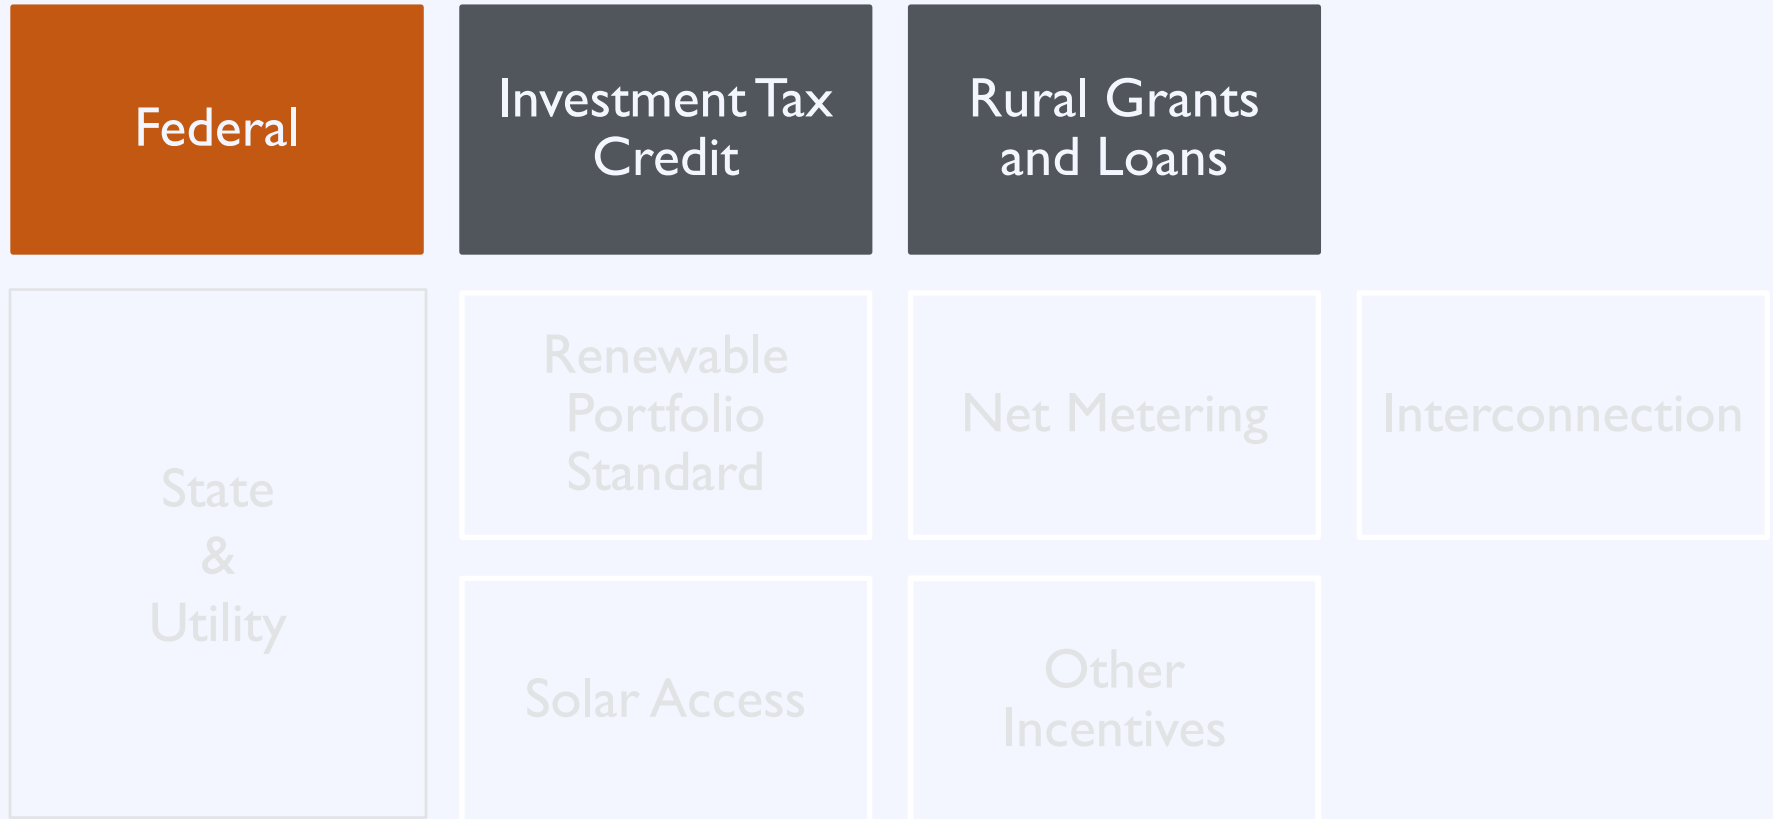 Federal
Investment Tax
Credit
Rural Grants
and Loans
State
&
Utility
Renewable
Portfolio
Standard
Net Metering
Interconnection
Solar Access
Other
Incentives